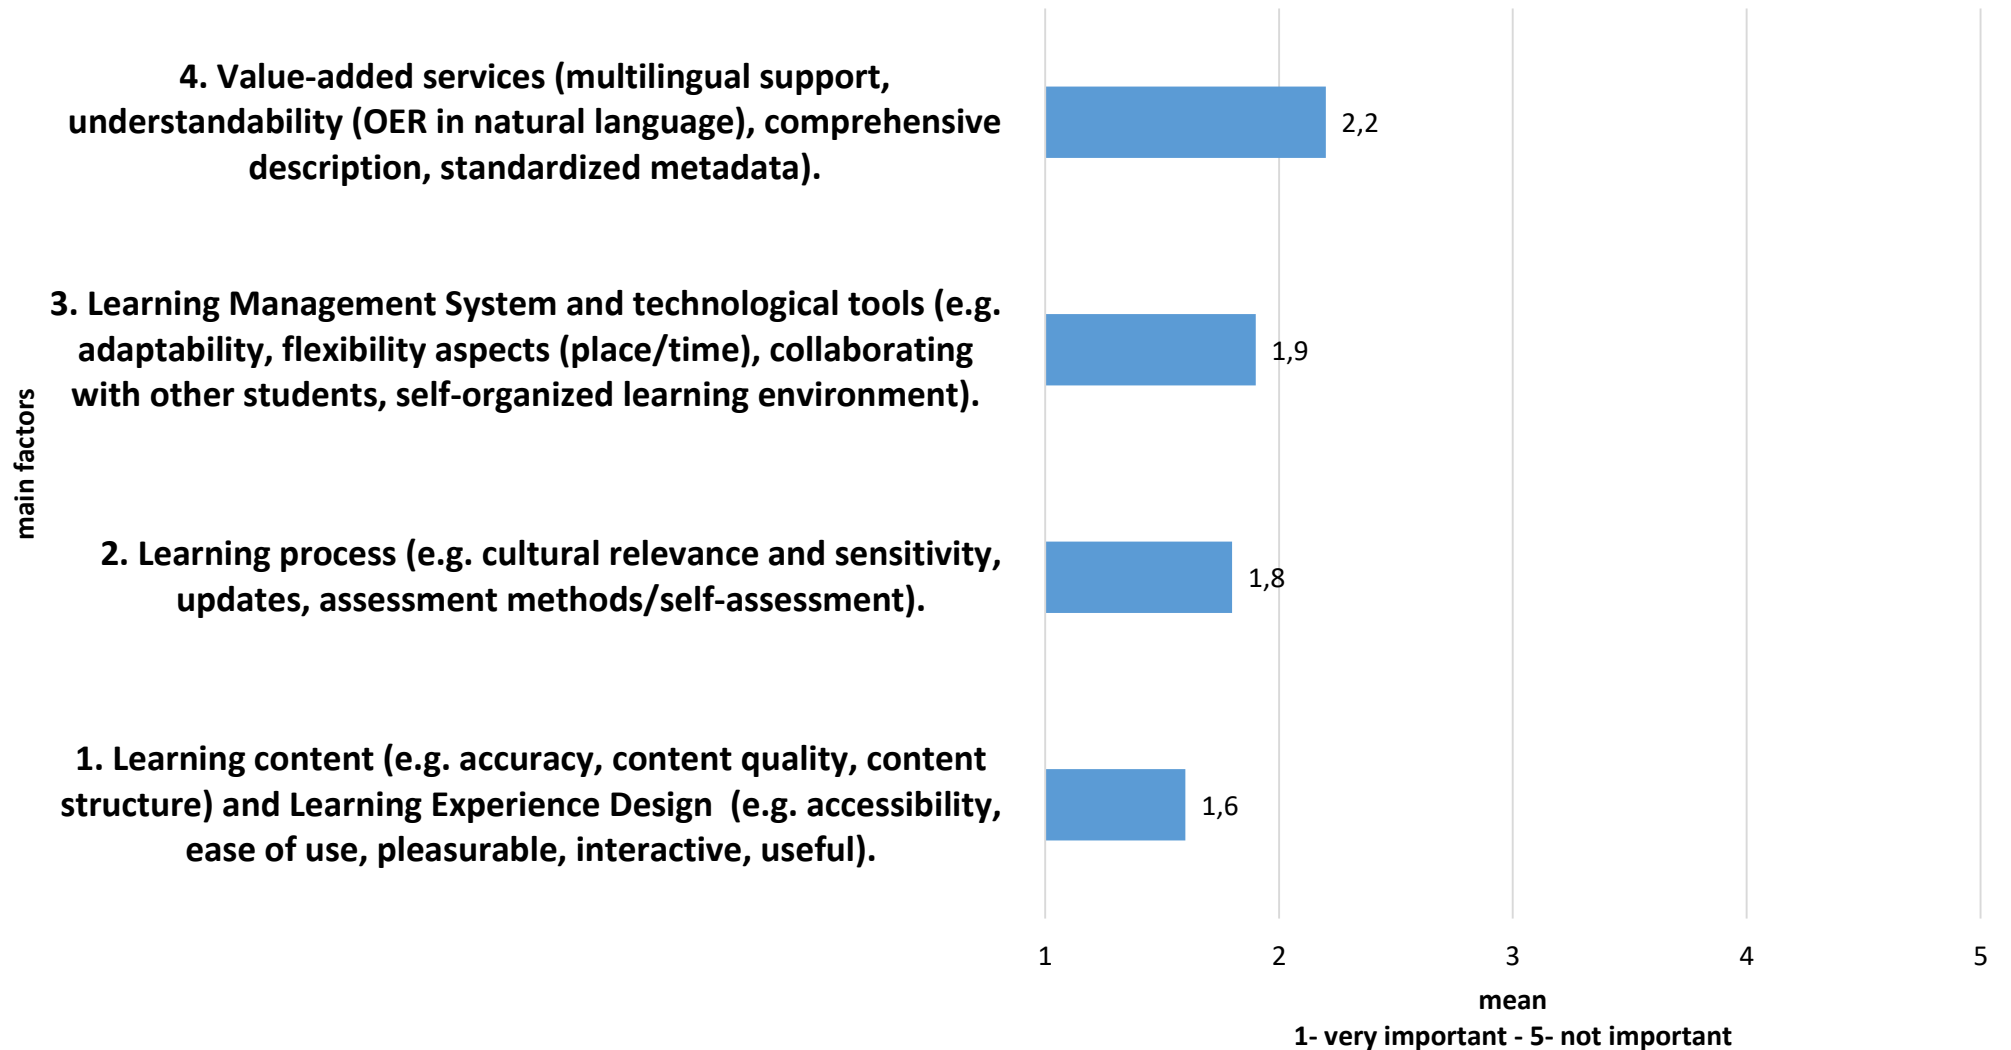 4. Value-added services (multilingual support,
understandability (OER in natural language), comprehensive
description, standardized metadata).
2,2
3. Learning Management System and technological tools (e.g.
adaptability, flexibility aspects (place/time), collaborating
with other students, self-organized learning environment).
1,9
main factors
2. Learning process (e.g. cultural relevance and sensitivity,
updates, assessment methods/self-assessment).
1,8
1. Learning content (e.g. accuracy, content quality, content
structure) and Learning Experience Design  (e.g. accessibility,
ease of use, pleasurable, interactive, useful).
1,6
1 2 3 4 5
mean
1- very important - 5- not important